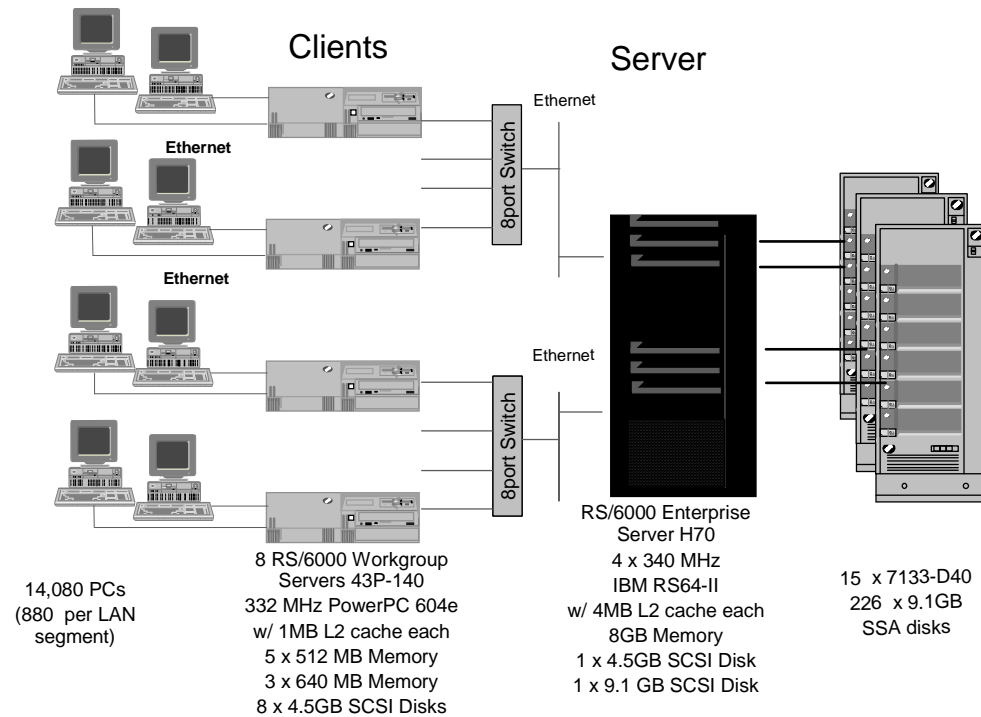 Clients
Server
Ethernet
Ethernet
8port Switch
Ethernet
Ethernet
8port Switch
14,080 PCs
(880 per LAN
segment)
8 RS/6000 Workgroup
Servers 43P-140
332 MHz PowerPC 604e
w/ 1MB L2 cache each
5 x 512 MB Memory
3 x 640 MB Memory
8 x 4.5GB SCSI Disks
RS/6000 Enterprise
Server H70
4 x 340 MHz
IBM RS64-II
w/ 4MB L2 cache each
8GB Memory
1 x 4.5GB SCSI Disk
1 x 9.1 GB SCSI Disk
15 x 7133-D40
226 x 9.1GB
SSA disks